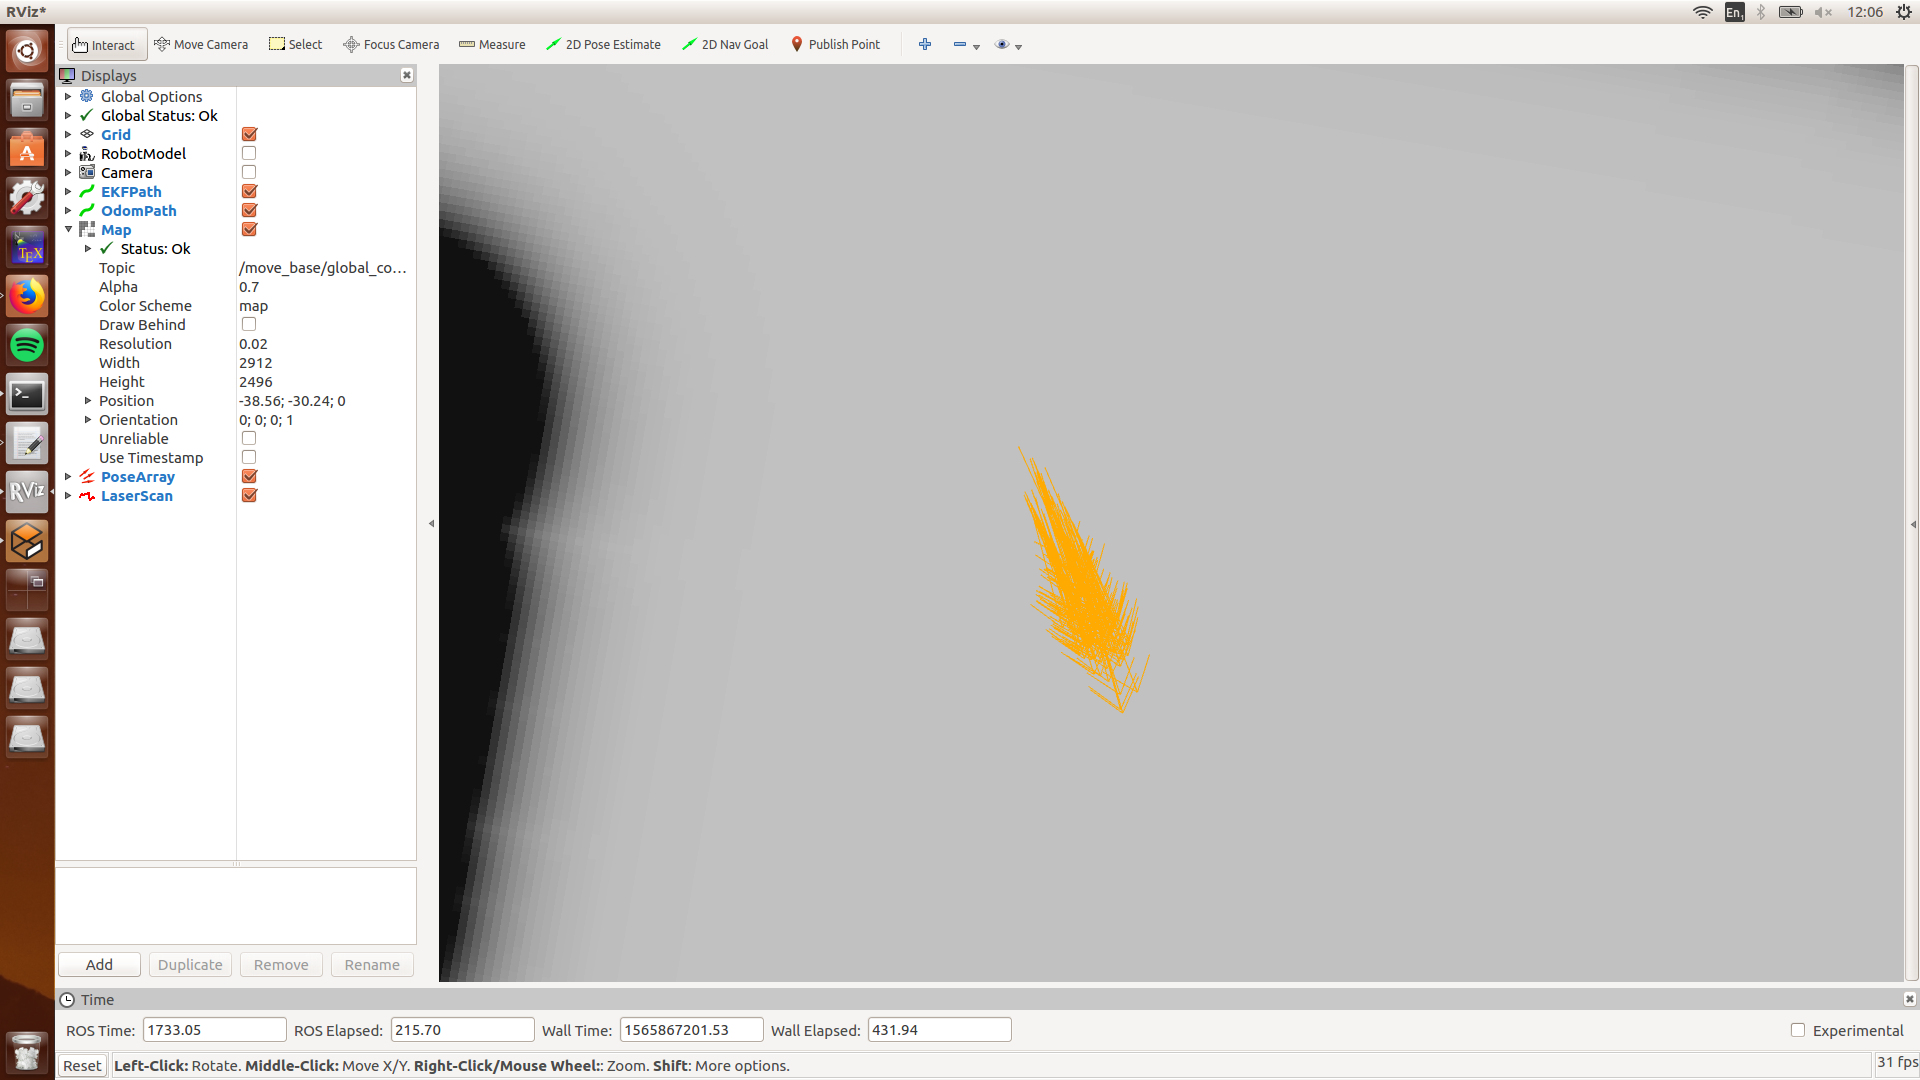 RViz*
En1 12:06
Interact Move Camera Select Focus Camera Measure 2D Pose Estimate 2D Nav Goal Publish Point
Displays
Global Options
Global Status: Ok
Grid
RobotModel
Camera
EKFPath
OdomPath
Map
Status: Ok
Topic /move_base/global_co...
Alpha 0.7
Color Scheme map
Draw Behind
Resolution 0.02
Width 2912
Height 2496
Position -38.56; -30.24; 0
Orientation 0; 0; 0; 1
Unreliable
Use Timestamp
PoseArray
LaserScan
TEX
RViz
Add Duplicate Remove Rename
Time
ROS Time: 1733.05 ROS Elapsed: 215.70 Wall Time: 1565867201.53 Wall Elapsed: 431.94 Experimental
Reset Left-Click: Rotate. Middle-Click: Move X/Y. Right-Click/Mouse Wheel:: Zoom. Shift: More options. 31 fps